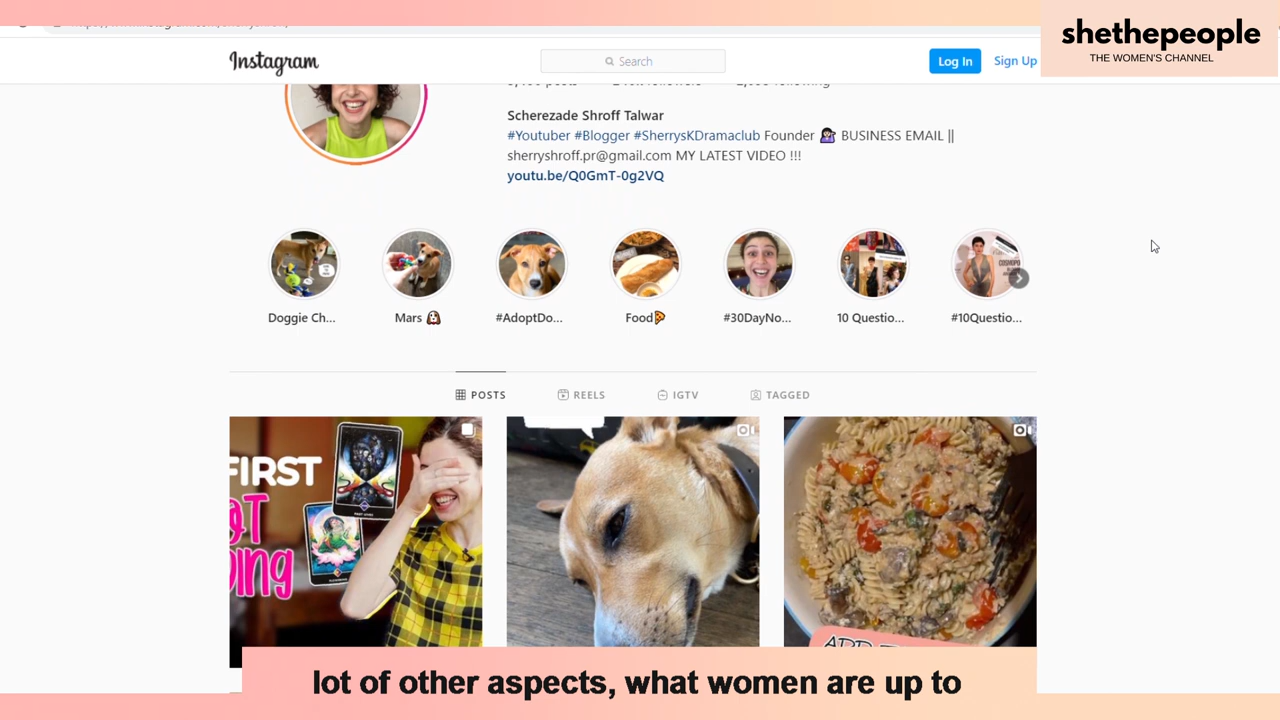 shethepeople
THE WOMEN'S CHANNEL
Instagram
Search
Log In
Sign Up
Scherezade Shroff Talwar
#Youtuber #Blogger #SherrysKDramaclub Founder 🙋🏻‍♀️ BUSINESS EMAIL ||
sherryshroff.pr@gmail.com MY LATEST VIDEO !!!
youtu.be/Q0GmT-0g2VQ
Doggie Ch...
Mars 🐶
#AdoptDo...
Food🍕
#30DayNo...
10 Questio...
#10Questio...
POSTS
REELS
IGTV
TAGGED
FIRST
lot of other aspects, what women are up to